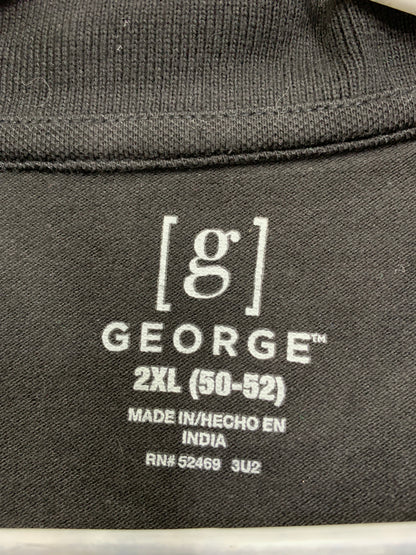 [g]
GEORGE™
2XL (50-52)
MADE IN/HECHO EN
INDIA
RN# 52469 3U2